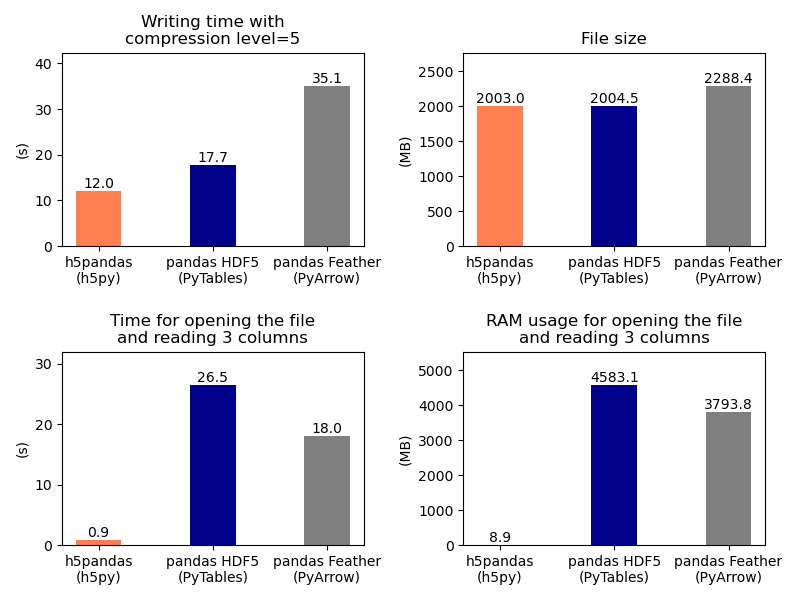 Writing time with
compression level=5
40
30
20
10
0
(s)
12.0
17.7
35.1
h5pandas
(h5py)
pandas HDF5
(PyTables)
pandas Feather
(PyArrow)
File size
2500
2000
1500
1000
500
0
(MB)
2003.0
2004.5
2288.4
h5pandas
(h5py)
pandas HDF5
(PyTables)
pandas Feather
(PyArrow)
Time for opening the file
and reading 3 columns
30
20
10
0
(s)
0.9
26.5
18.0
h5pandas
(h5py)
pandas HDF5
(PyTables)
pandas Feather
(PyArrow)
RAM usage for opening the file
and reading 3 columns
5000
4000
3000
2000
1000
0
(MB)
8.9
4583.1
3793.8
h5pandas
(h5py)
pandas HDF5
(PyTables)
pandas Feather
(PyArrow)